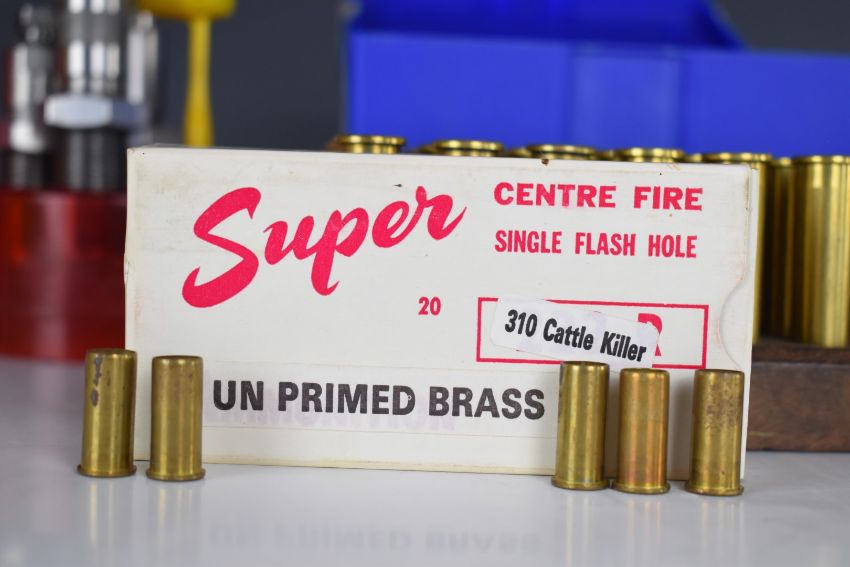 Super
CENTRE FIRE
SINGLE FLASH HOLE
20
310 Cattle Killer
R
UN PRIMED BRASS